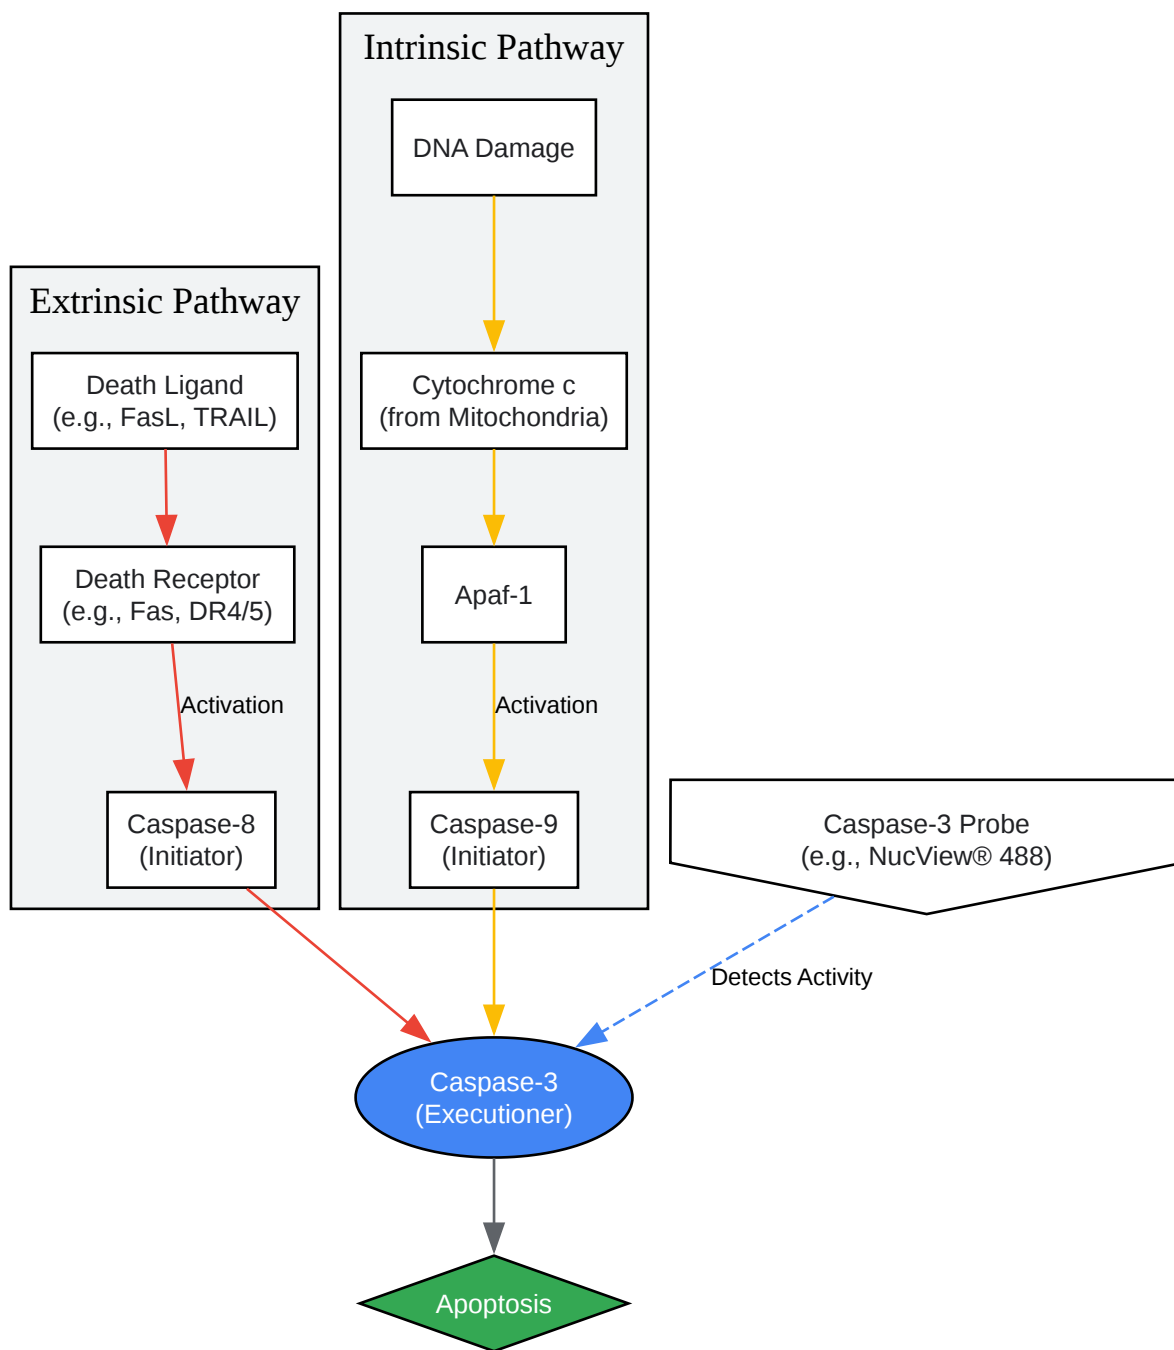 Intrinsic Pathway
DNA Damage
Extrinsic Pathway
Death Ligand
(e.g., FasL, TRAIL)
Cytochrome c
(from Mitochondria)
Death Receptor
(e.g., Fas, DR4/5)
Apaf-1
Activation
Activation
Caspase-8
(Initiator)
Caspase-9
(Initiator)
Caspase-3 Probe
(e.g., NucView® 488)
Detects Activity
Caspase-3
(Executioner)
Apoptosis